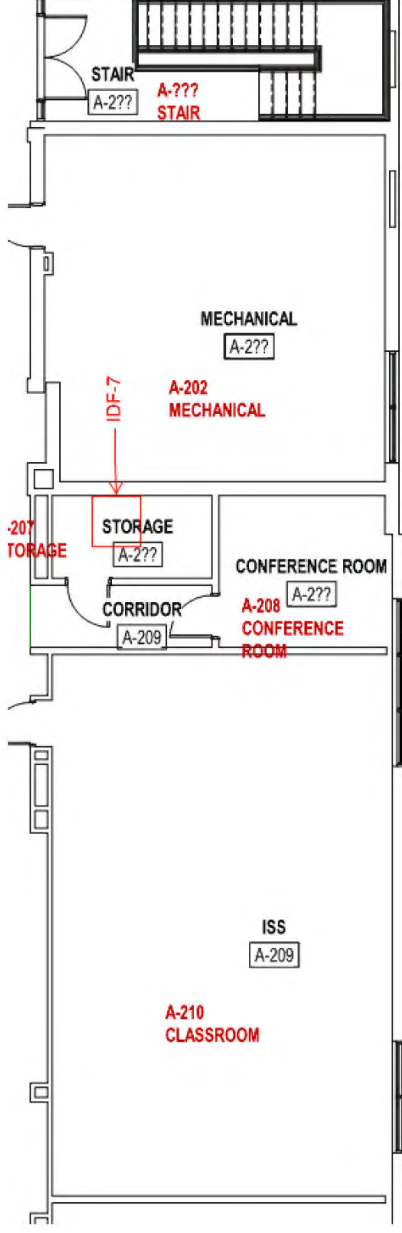 STAIR
A-2??
A-???
STAIR
MECHANICAL
A-2??
A-202
MECHANICAL
IDF-7
-207
TORAGE
STORAGE
A-2??
CONFERENCE ROOM
A-2??
CORRIDOR
A-209
A-208
CONFERENCE
ROOM
ISS
A-209
A-210
CLASSROOM